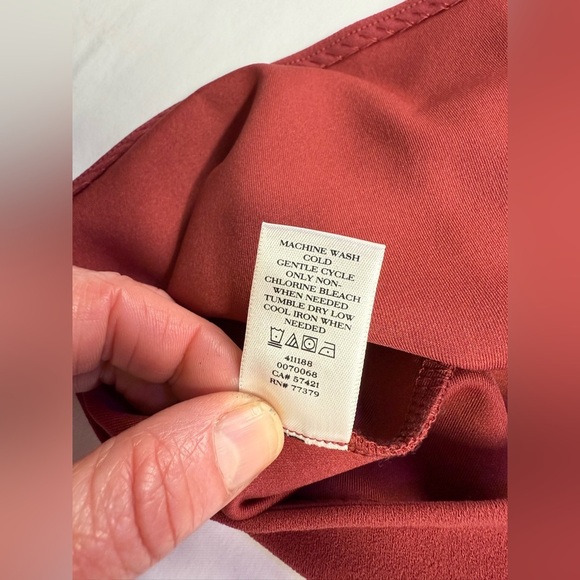 MACHINE WASH
COLD
GENTLE CYCLE
ONLY NON-
CHLORINE BLEACH
WHEN NEEDED
TUMBLE DRY LOW
COOL IRON WHEN
NEEDED
411188
0070068
CA# 57421
RN# 77379